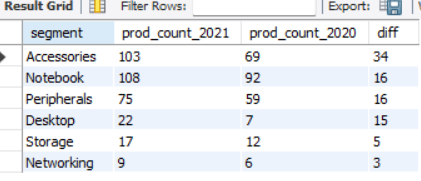 Result Grid Filter Rows: Export:
segment prod_count_2021 prod_count_2020 diff
Accessories 103 69 34
Notebook 108 92 16
Peripherals 75 59 16
Desktop 22 7 15
Storage 17 12 5
Networking 9 6 3